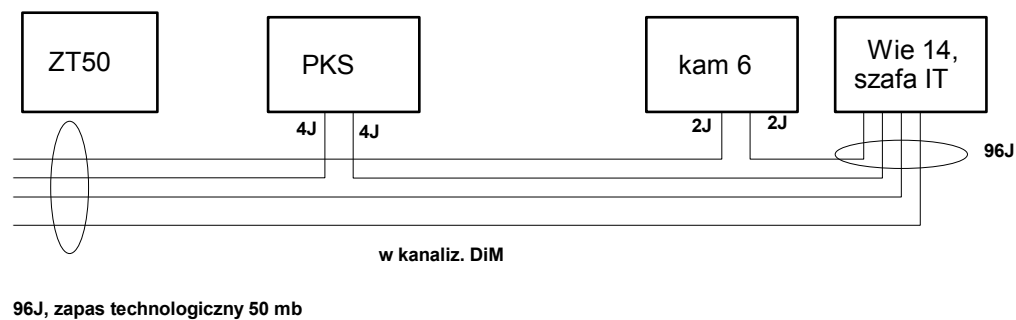 ZT50
PKS
kam 6
Wie 14,
szafa IT
4J
4J
2J
2J
96J
w kanaliz. DiM
96J, zapas technologiczny 50 mb